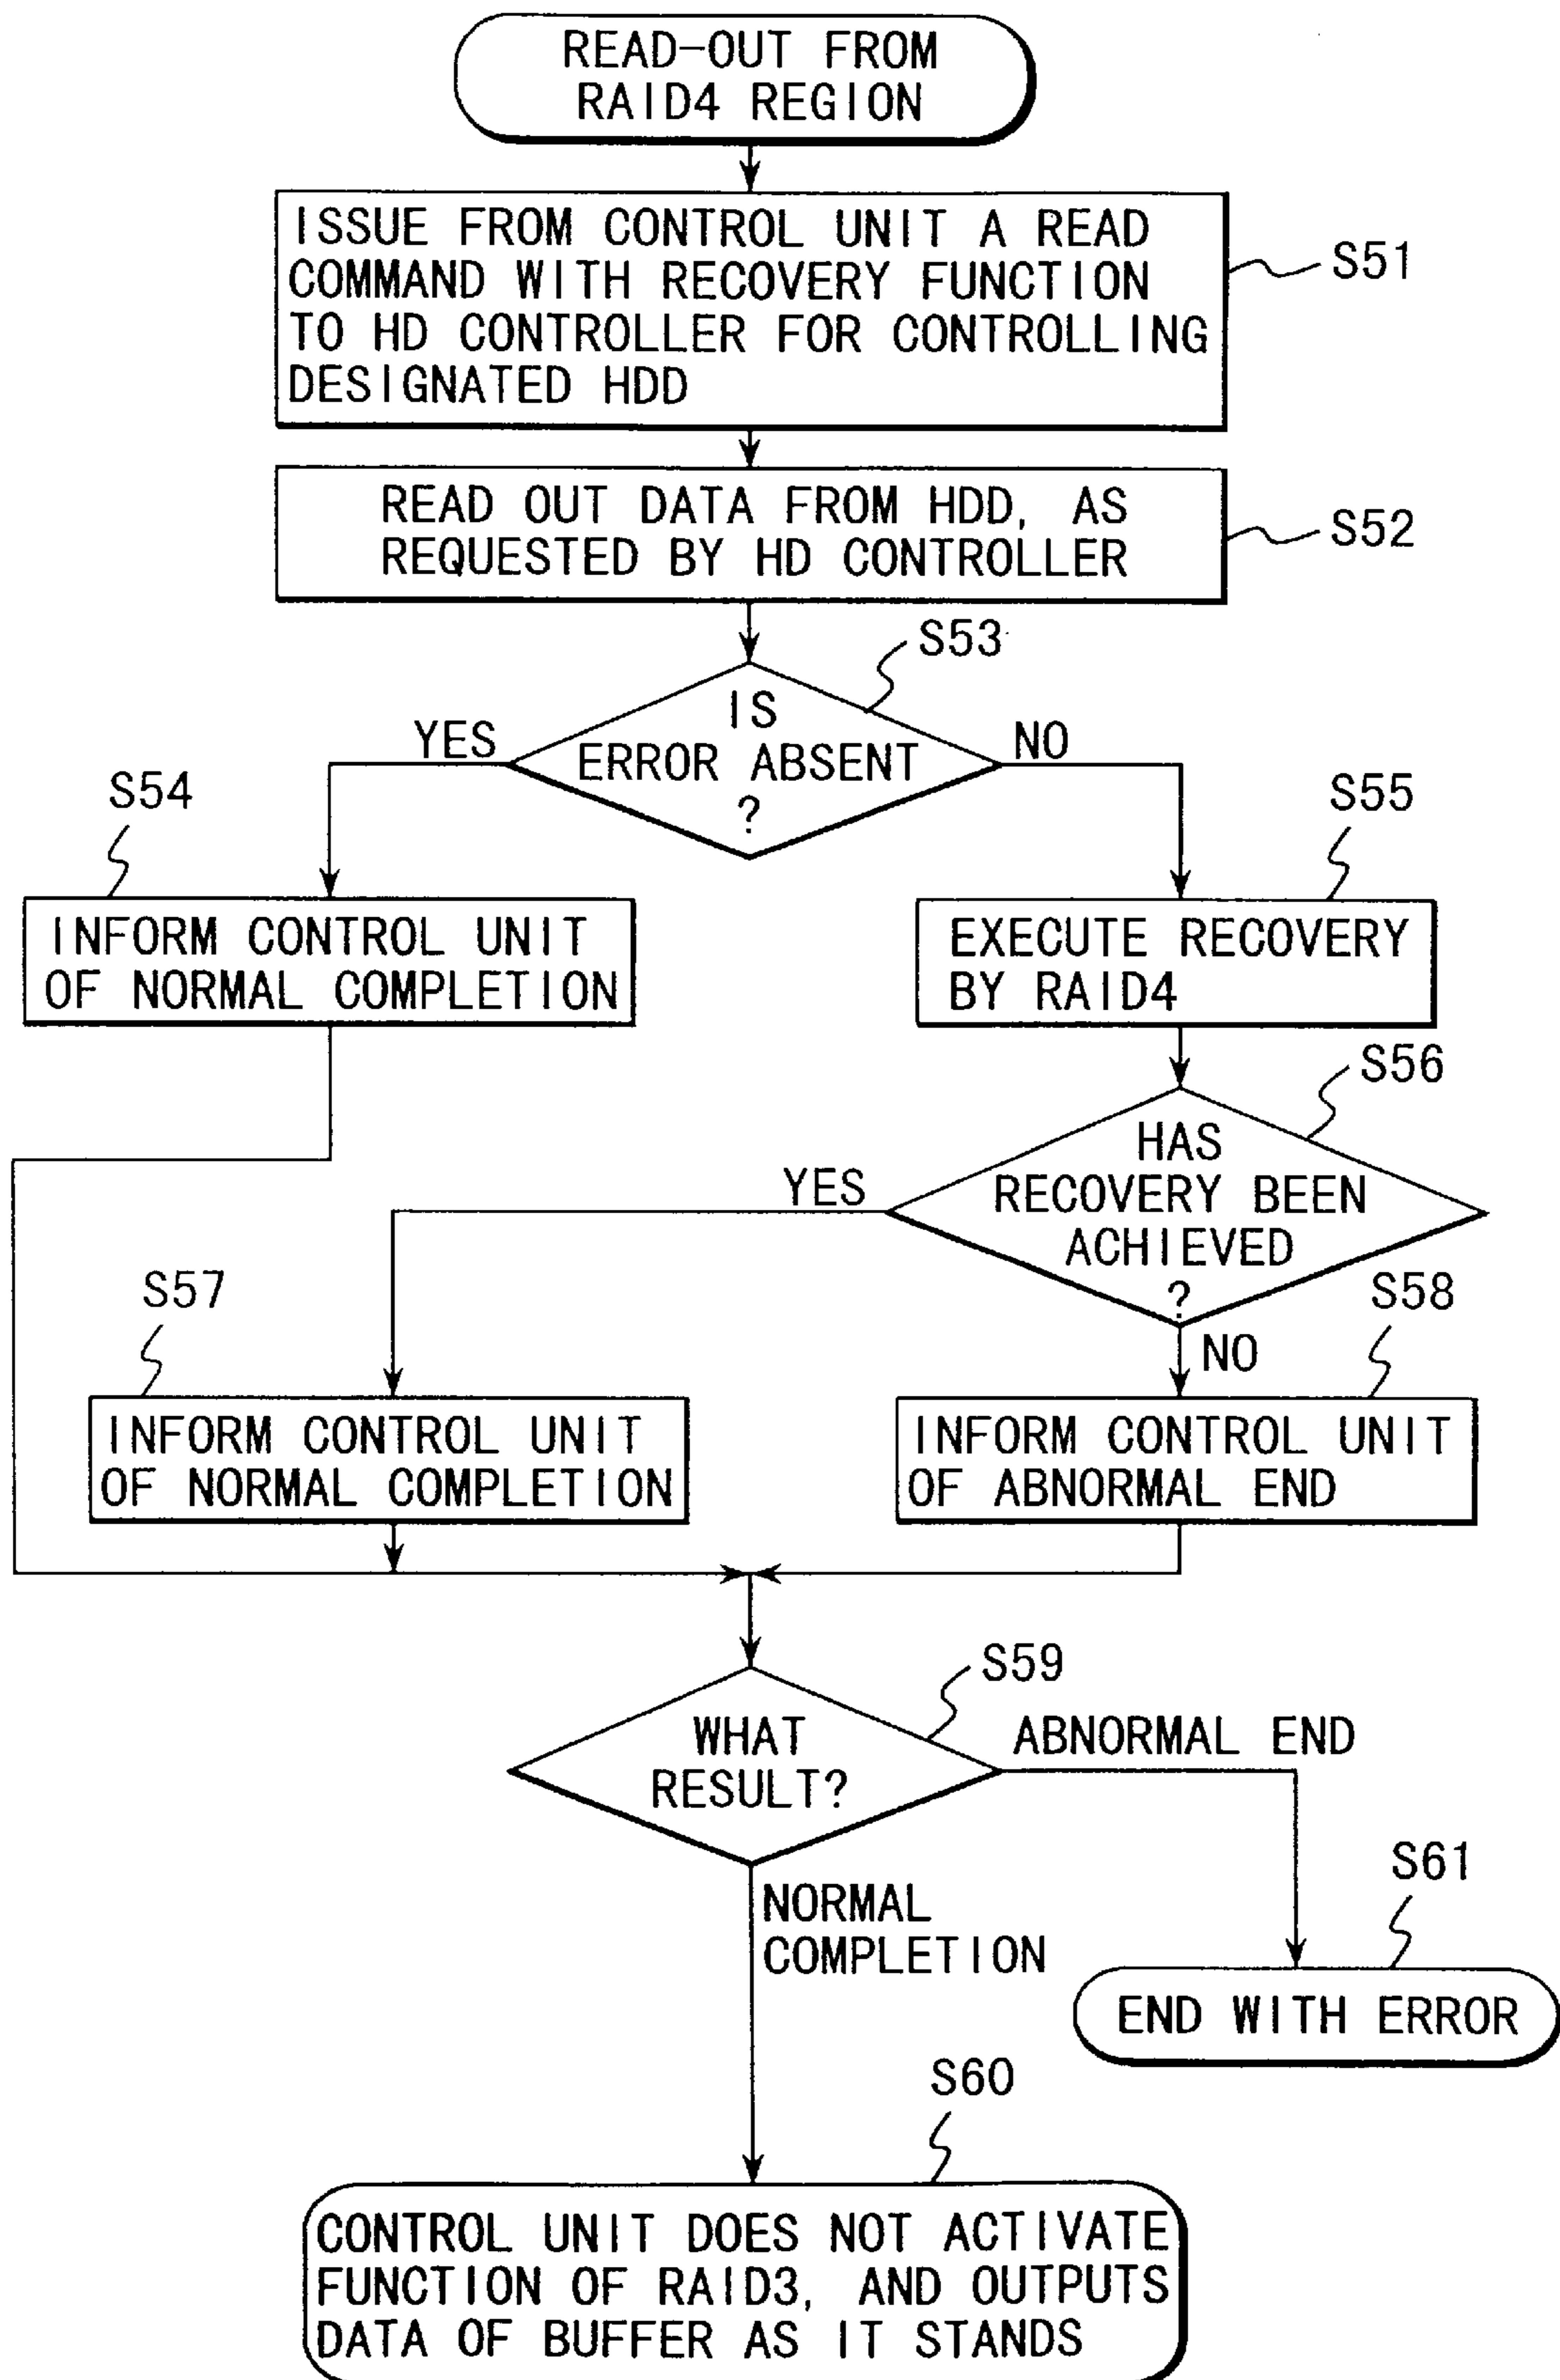 READ-OUT FROM
RAID4 REGION
ISSUE FROM CONTROL UNIT A READ
COMMAND WITH RECOVERY FUNCTION
TO HD CONTROLLER FOR CONTROLLING
DESIGNATED HDD
S51
READ OUT DATA FROM HDD, AS
REQUESTED BY HD CONTROLLER
S52
S53
IS
ERROR ABSENT
?
YES
NO
S54
S55
INFORM CONTROL UNIT
OF NORMAL COMPLETION
EXECUTE RECOVERY
BY RAID4
S56
HAS
RECOVERY BEEN
ACHIEVED
?
YES
S57
S58
NO
INFORM CONTROL UNIT
OF NORMAL COMPLETION
INFORM CONTROL UNIT
OF ABNORMAL END
S59
WHAT
RESULT?
ABNORMAL END
NORMAL
COMPLETION
S61
END WITH ERROR
S60
CONTROL UNIT DOES NOT ACTIVATE
FUNCTION OF RAID3, AND OUTPUTS
DATA OF BUFFER AS IT STANDS